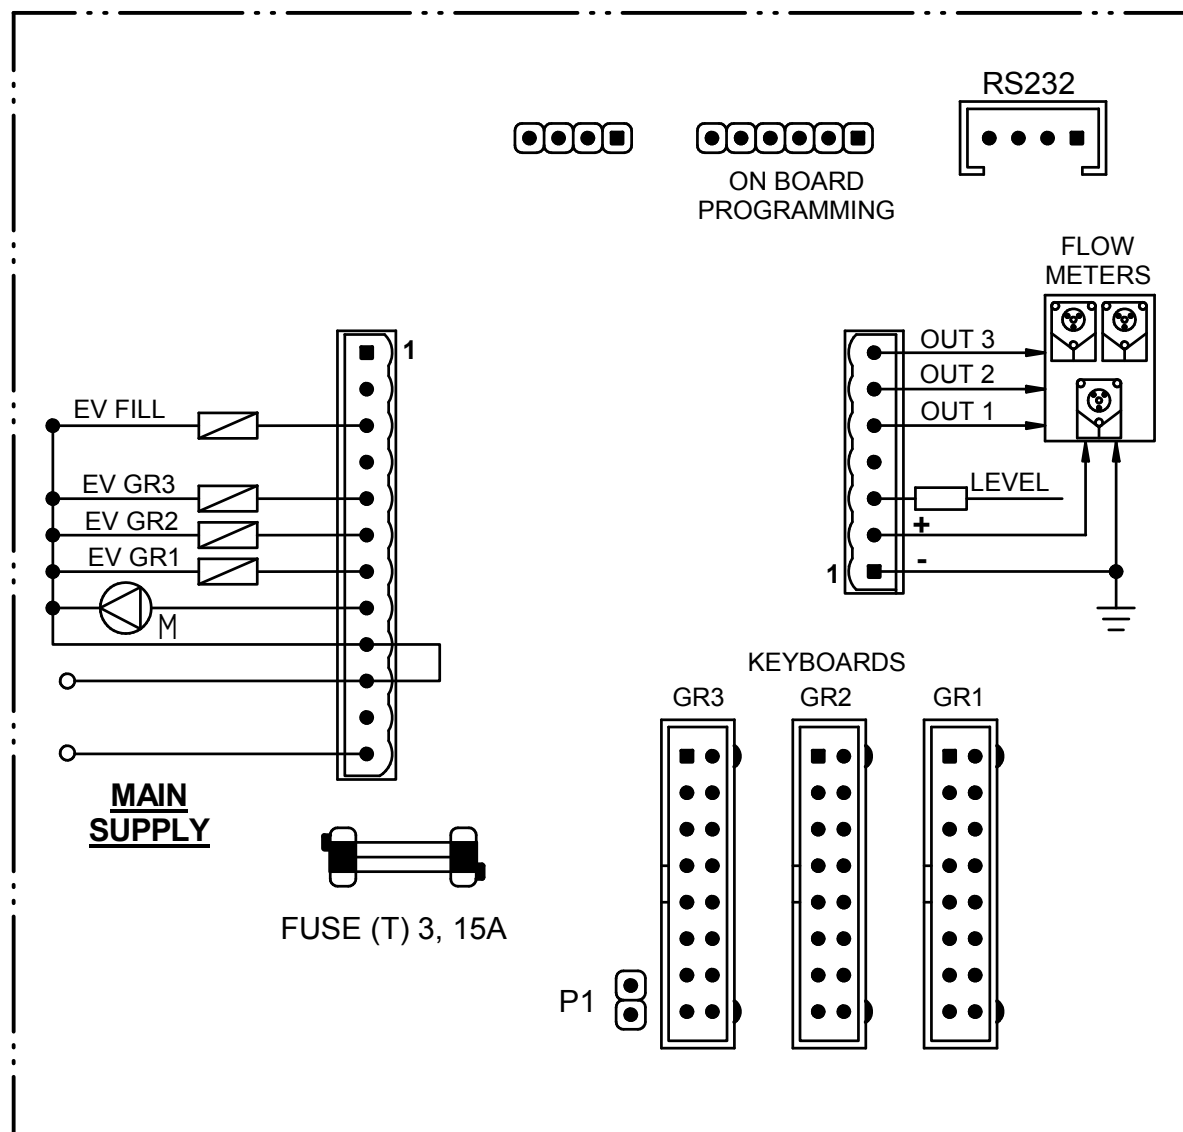 RS232
ON BOARD
PROGRAMMING
FLOW
METERS
1
OUT 3
OUT 2
EV FILL
OUT 1
EV GR3
LEVEL
EV GR2
+
EV GR1
-
1
M
KEYBOARDS
GR3 GR2 GR1
MAIN
SUPPLY
FUSE (T) 3, 15A
P1